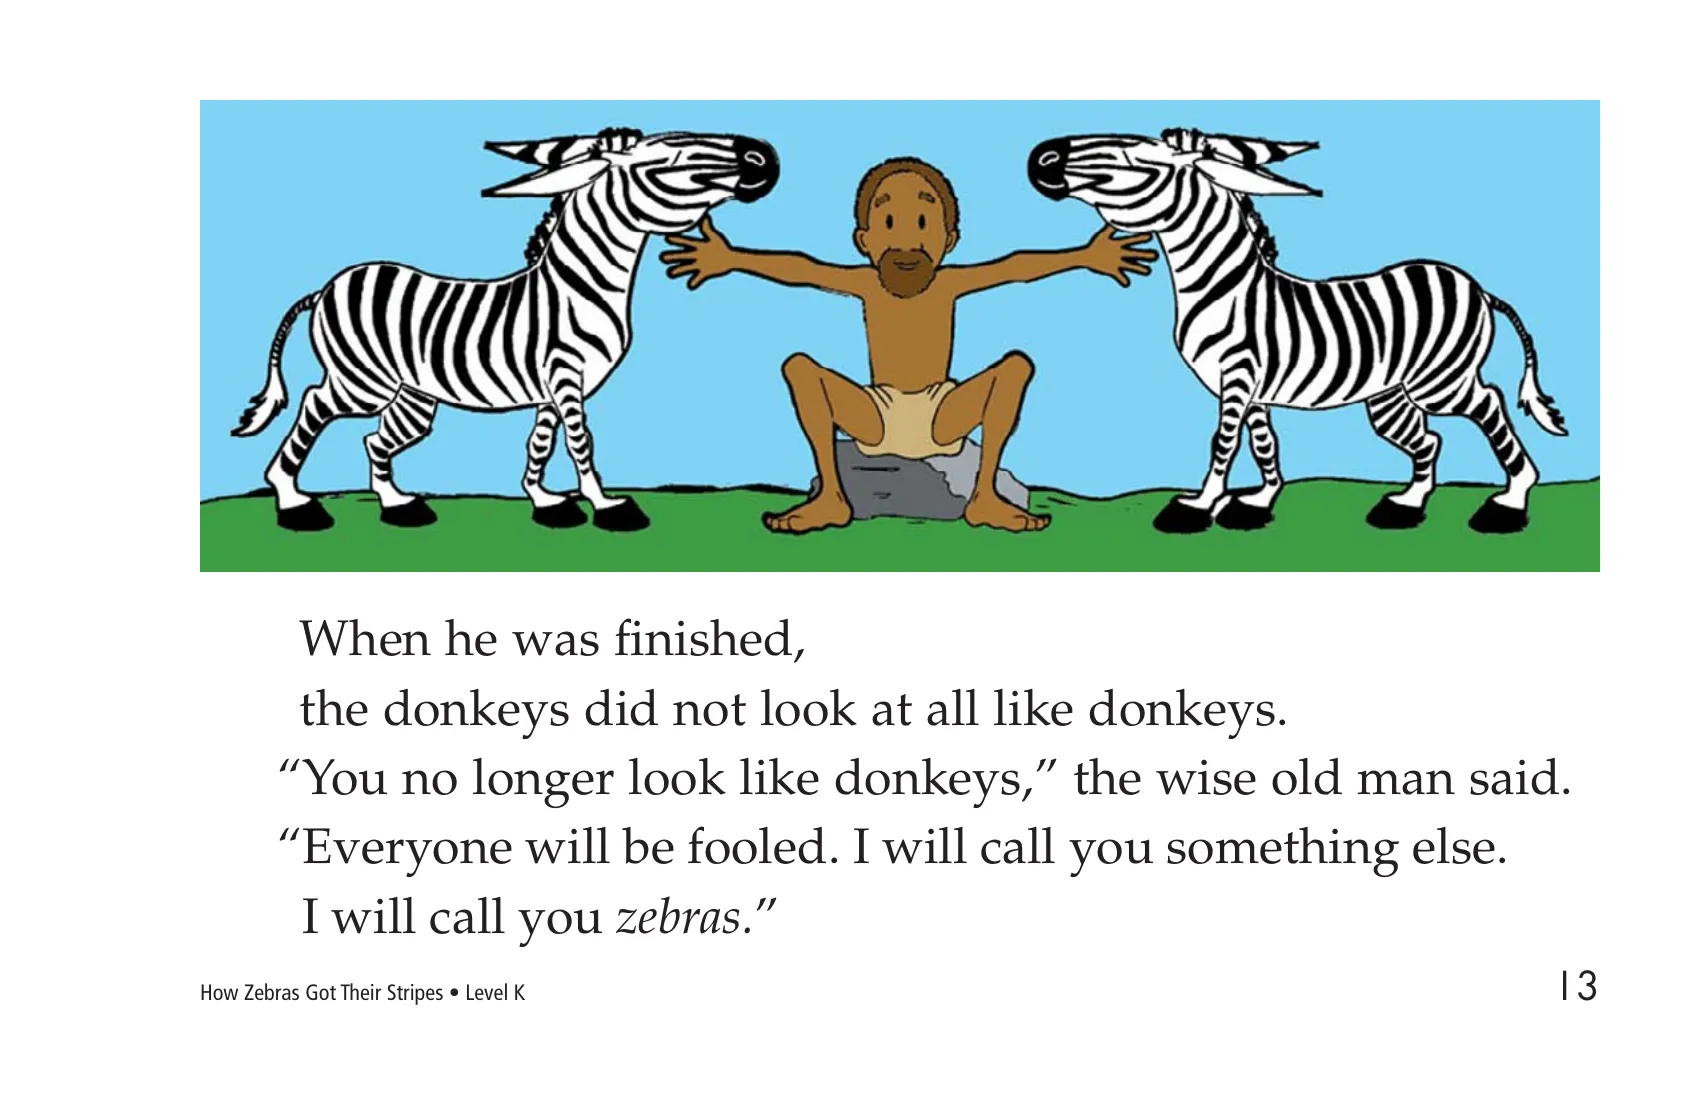 When he was finished,
the donkeys did not look at all like donkeys.
“You no longer look like donkeys,” the wise old man said.
“Everyone will be fooled. I will call you something else.
I will call you zebras.”
How Zebras Got Their Stripes • Level K
13